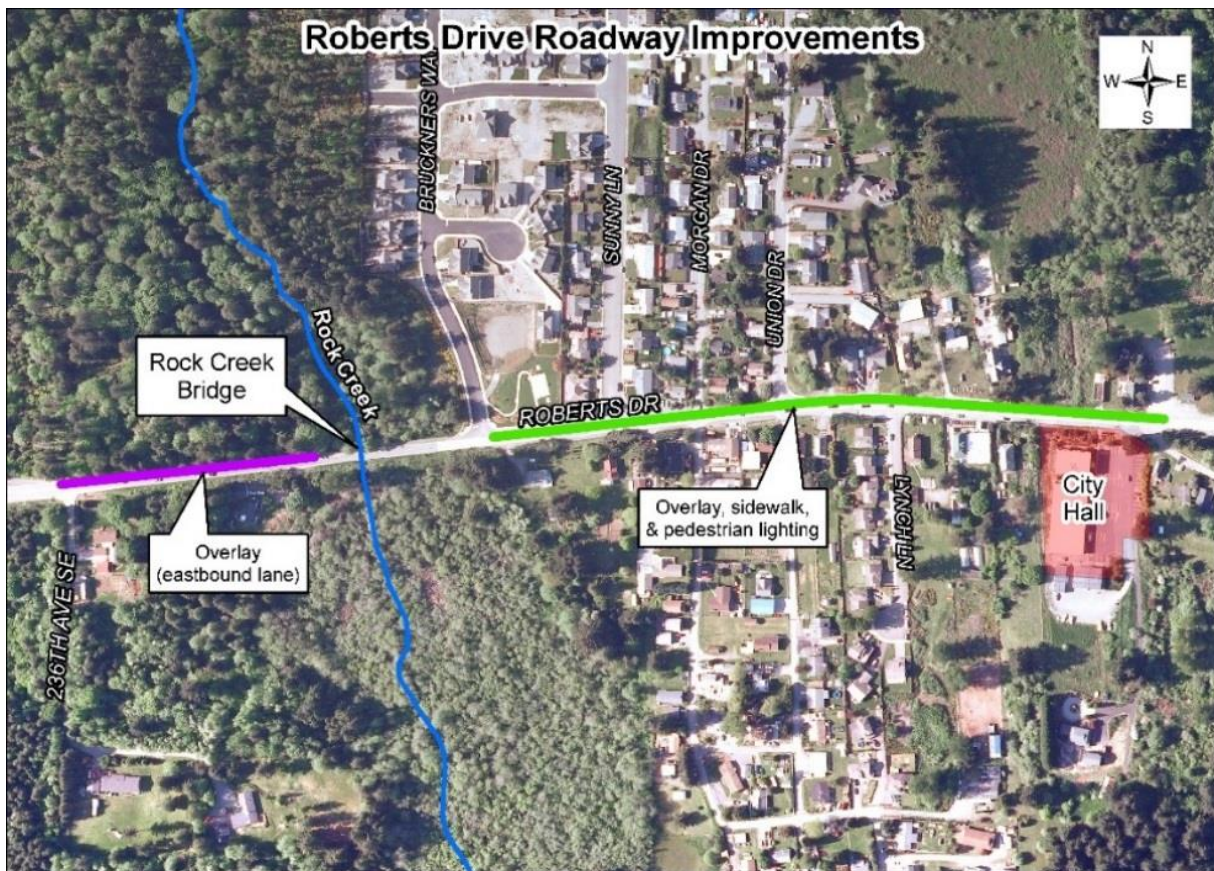 Roberts Drive Roadway Improvements
N
W E
S
BRUCKNERS WA
SUNNY LN
MORGAN DR
UNION DR
Rock Creek
Rock Creek
Bridge
ROBERTS DR
Overlay
(eastbound lane)
Overlay, sidewalk,
& pedestrian lighting
LYNCH LN
City
Hall
236TH AVE SE